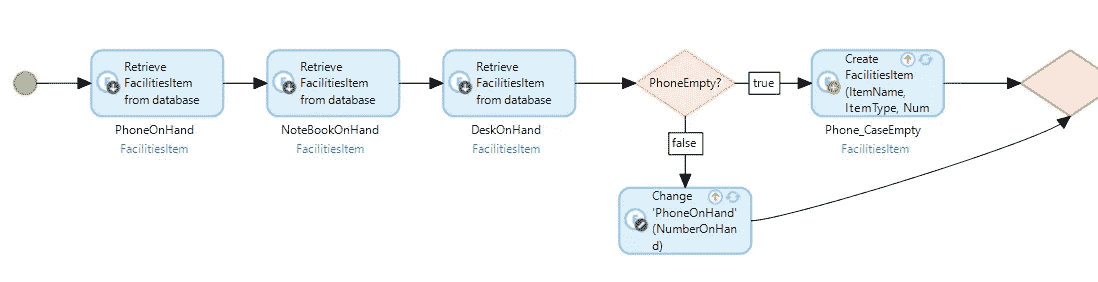 Retrieve
FacilitiesItem
from database
PhoneOnHand
FacilitiesItem
Retrieve
FacilitiesItem
from database
NoteBookOnHand
FacilitiesItem
Retrieve
FacilitiesItem
from database
DeskOnHand
FacilitiesItem
PhoneEmpty?
true
Create
FacilitiesItem
(ItemName,
ItemType, Num
Phone_CaseEmpty
FacilitiesItem
false
Change
'PhoneOnHand'
(NumberOnHan
d)